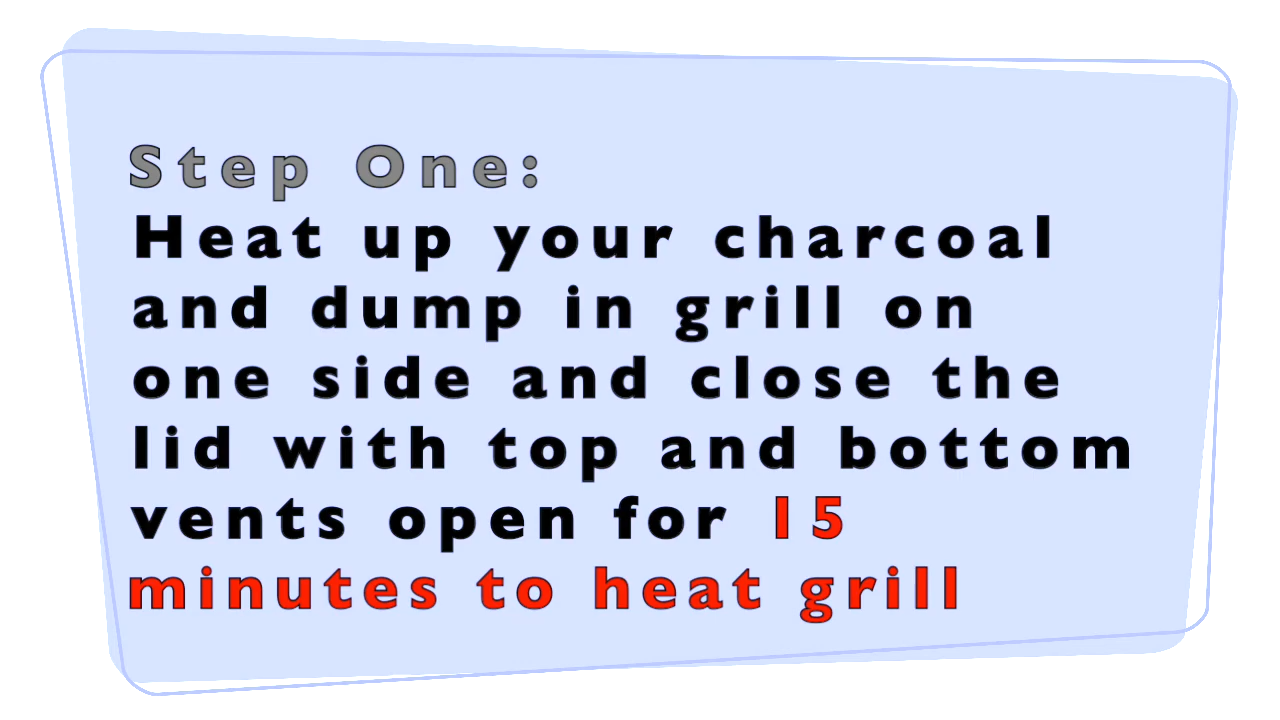 Step One:
Heat up your charcoal
and dump in grill on
one side and close the
lid with top and bottom
vents open for 15
minutes to heat grill